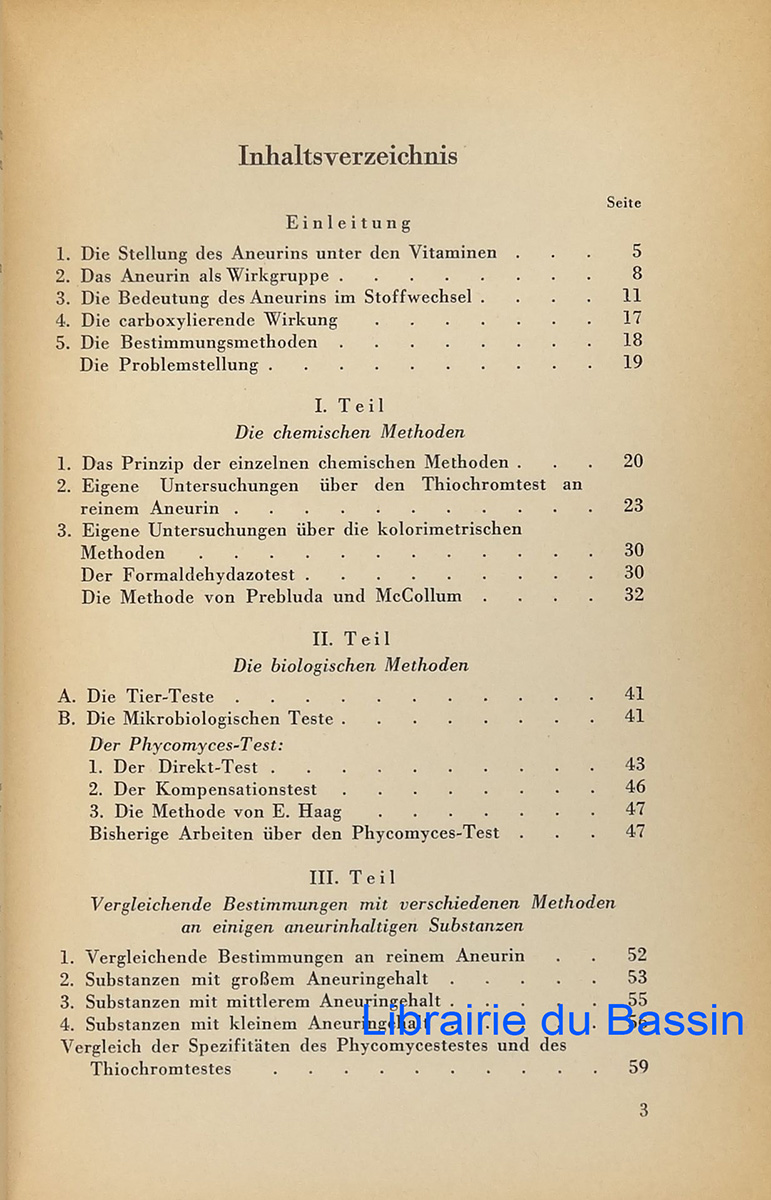 Inhaltsverzeichnis
Seite
Einleitung
1. Die Stellung des Aneurins unter den Vitaminen . . . 5
2. Das Aneurin als Wirkgruppe . . . . . . . . 8
3. Die Bedeutung des Aneurins im Stoffwechsel . . . . 11
4. Die carboxylierende Wirkung . . . . . . . 17
5. Die Bestimmungsmethoden . . . . . . . . 18
Die Problemstellung . . . . . . . . . . 19
I. Teil
Die chemischen Methoden
1. Das Prinzip der einzelnen chemischen Methoden . . . 20
2. Eigene Untersuchungen über den Thiochromtest an
reinem Aneurin . . . . . . . . . . . 23
3. Eigene Untersuchungen über die kolorimetrischen
Methoden . . . . . . . . . . . . 30
Der Formaldehydazotest . . . . . . . . . 30
Die Methode von Prebluda und McCollum . . . . 32
II. Teil
Die biologischen Methoden
A. Die Tier-Teste . . . . . . . . . . . 41
B. Die Mikrobiologischen Teste . . . . . . . . 41
Der Phycomyces-Test:
1. Der Direkt-Test . . . . . . . . . . 43
2. Der Kompensationstest . . . . . . . . 46
3. Die Methode von E. Haag . . . . . . . 47
Bisherige Arbeiten über den Phycomyces-Test . . . 47
III. Teil
Vergleichende Bestimmungen mit verschiedenen Methoden
an einigen aneurinhaltigen Substanzen
1. Vergleichende Bestimmungen an reinem Aneurin . . 52
2. Substanzen mit großem Aneuringehalt . . . . . 53
3. Substanzen mit mittlerem Aneuringehalt . . . . . 55
4. Substanzen mit kleinem Aneuringehalt . . . . .
Librairie du Bassin
Vergleich der Spezifitäten des Phycomycestestes und des
Thiochromtestes . . . . . . . . . . 59
3